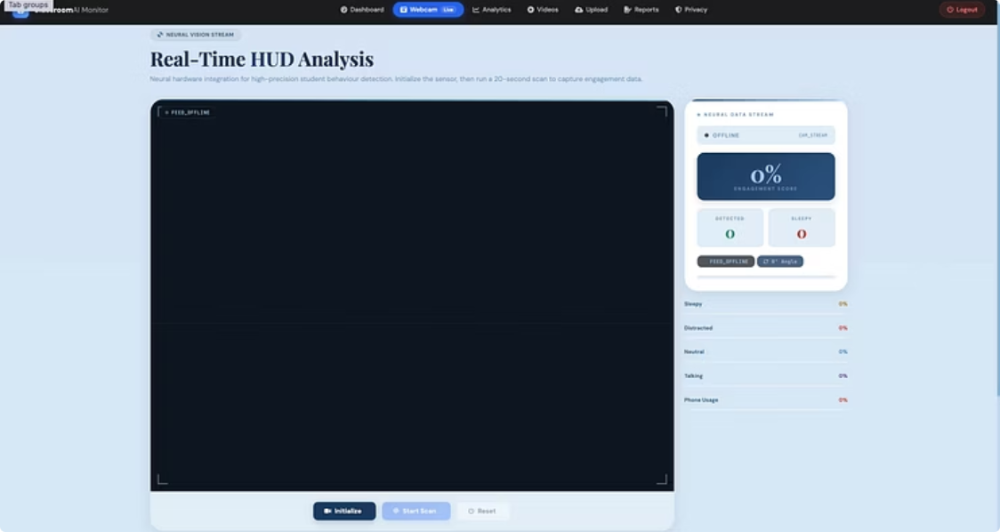 Tab groups
roomAI Monitor
Dashboard
Webcam Live
Analytics
Videos
Upload
Reports
Privacy
Logout
NEURAL VISION STREAM
Real-Time HUD Analysis
Neural hardware integration for high-precision student behaviour detection. Initialize the sensor, then run a 20-second scan to capture engagement data.
FEED_OFFLINE
NEURAL DATA STREAM
OFFLINE
CAM_STREAM
0%
ENGAGEMENT SCORE
DETECTED
0
SLEEPY
0
FEED_OFFLINE
0° Angle
Sleepy 0%
Distracted 0%
Neutral 0%
Talking 0%
Phone Usage 0%
Initialize
Start Scan
Reset